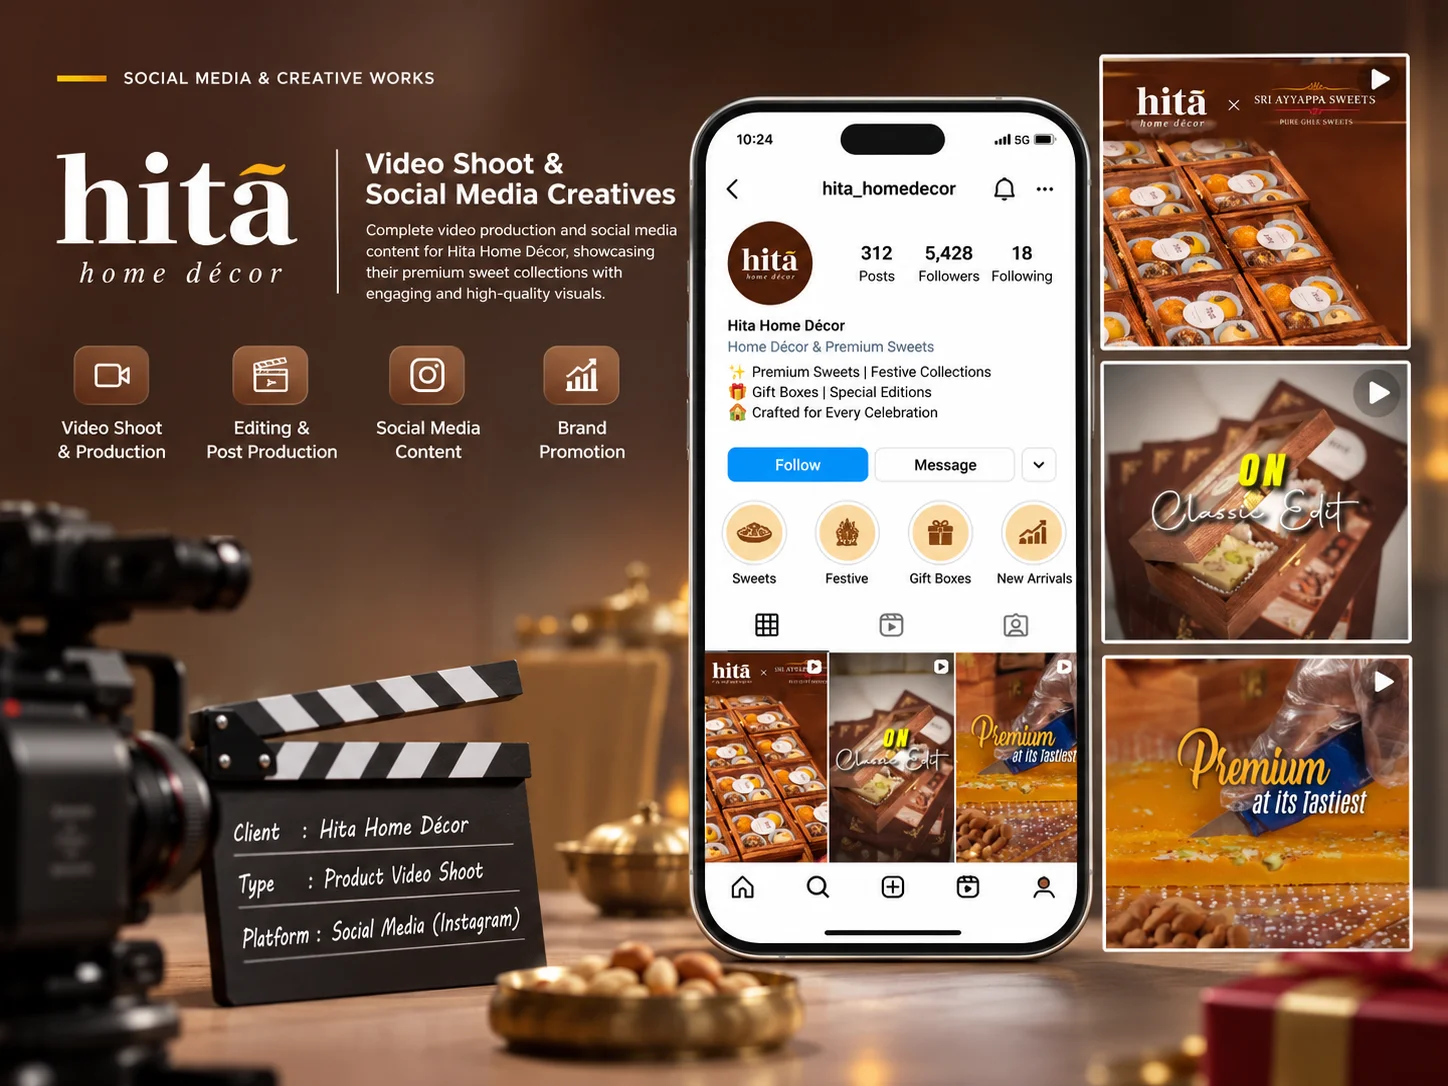 SOCIAL MEDIA & CREATIVE WORKS
hitã
home décor
Video Shoot &
Social Media Creatives
Complete video production and social media
content for Hita Home Décor, showcasing
their premium sweet collections with
engaging and high-quality visuals.
Video Shoot
& Production
Editing &
Post Production
Social Media
Content
Brand
Promotion
Client : Hita Home Décor
Type : Product Video Shoot
Platform : Social Media (Instagram)
10:24
5G
hita_homedecor
hitã
home décor
312
Posts
5,428
Followers
18
Following
Hita Home Décor
Home Décor & Premium Sweets
✨ Premium Sweets | Festive Collections
🎁 Gift Boxes | Special Editions
🏠 Crafted for Every Celebration
Follow
Message
Sweets
Festive
Gift Boxes
New Arrivals
hitã ×
ON
Classic Edit
Premium
at its Tastiest
hitã × SRI AYYAPPA SWEETS
home décor
PURE GHEE SWEETS
ON
Classic Edit
Premium
at its Tastiest